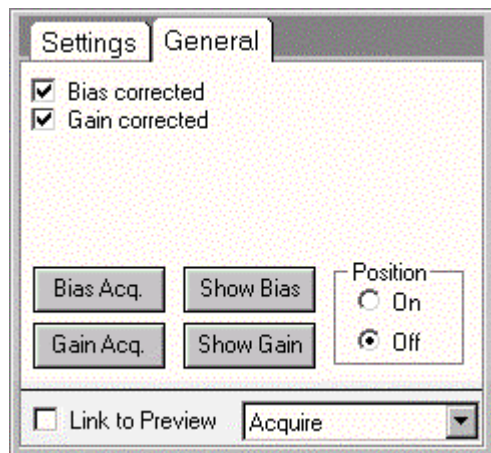 Settings General
Bias corrected
Gain corrected
Bias Acq. Show Bias
Gain Acq. Show Gain
Position
On
Off
Link to Preview Acquire